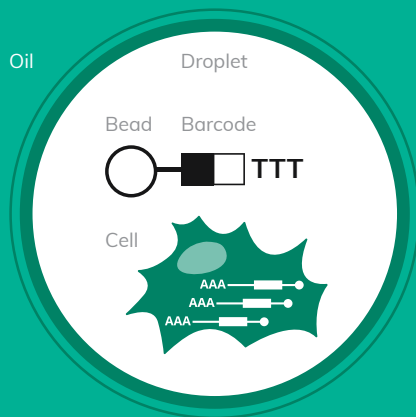 Oil
Droplet
Bead
Barcode
TTT
Cell
AAA
AAA
AAA